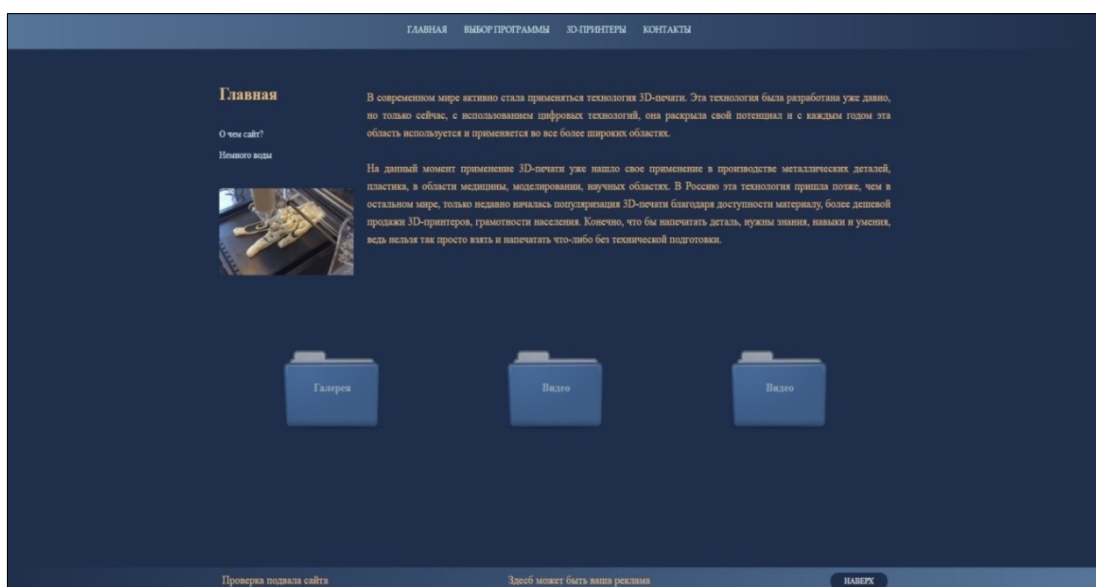 ГЛАВНАЯ ВЫБОР ПРОГРАММЫ 3D-ПРИНТЕРЫ КОНТАКТЫ
Главная
О чем сайт?
Немного воды
В современном мире активно стала применяться технология 3D-печати. Эта технология была разработана уже давно,
но только сейчас, с использованием цифровых технологий, она раскрыла свой потенциал и с каждым годом эта
область используется и применяется во все более широких областях.
На данный момент применение 3D-печати уже нашло свое применение в производстве металлических деталей,
пластика, в области медицины, моделировании, научных областях. В Россию эта технология пришла позже, чем в
остальном мире, только недавно началась популяризация 3D-печати благодаря доступности материалу, более дешевой
продажи 3D-принтеров, грамотности населения. Конечно, что бы напечатать деталь, нужны знания, навыки и умения,
ведь нельзя так просто взять и напечатать что-либо без технической подготовки.
Галерея
Видео
Видео
Проверка подвала сайта
Здесб может быть ваша реклама
НАВЕРХ